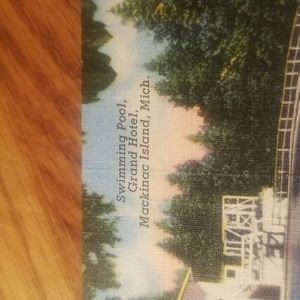 Swimming Pool,
Grand Hotel,
Mackinac Island, Mich.